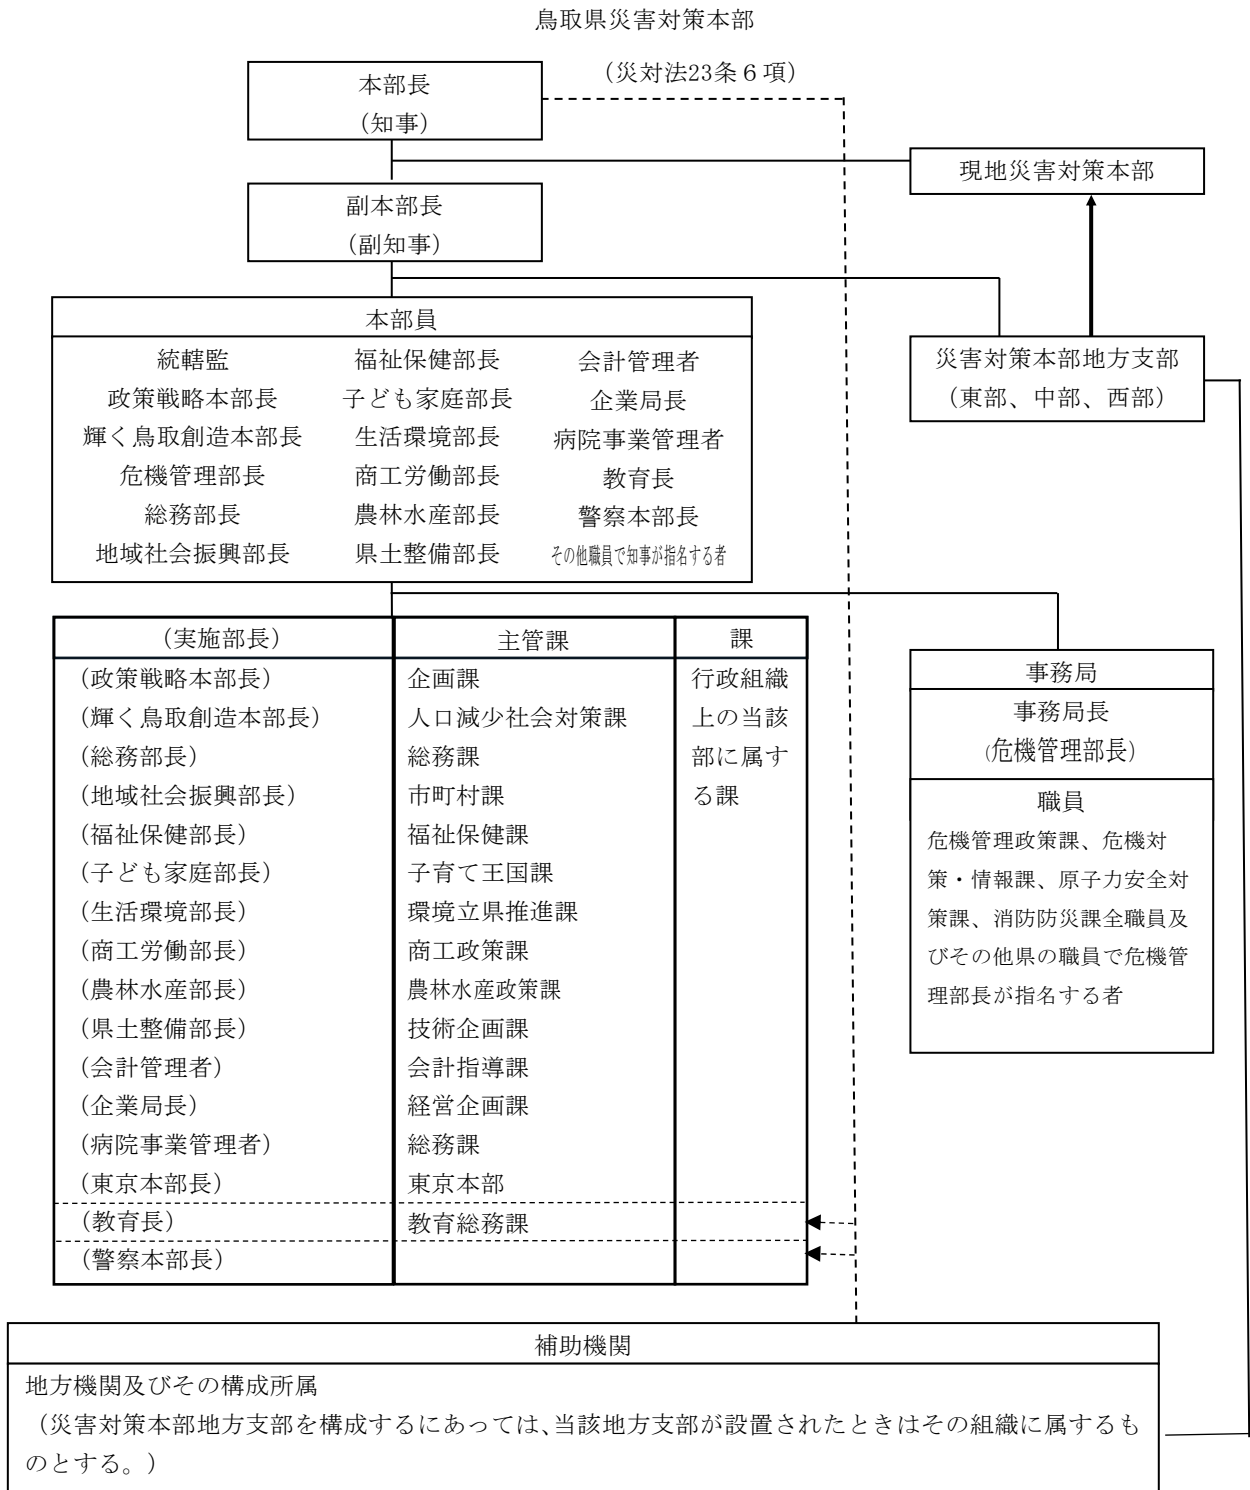 鳥取県災害対策本部
（災対法23条６項）
本部長
（知事）
現地災害対策本部
副本部長
（副知事）
本部員
統轄監 福祉保健部長 会計管理者
政策戦略本部長 子ども家庭部長 企業局長
輝く鳥取創造本部長 生活環境部長 病院事業管理者
危機管理部長 商工労働部長 教育長
総務部長 農林水産部長 警察本部長
地域社会振興部長 県土整備部長 その他職員で知事が指名する者
災害対策本部地方支部
（東部、中部、西部）
（実施部長） 主管課 課
（政策戦略本部長） 企画課 行政組織
（輝く鳥取創造本部長） 人口減少社会対策課 上の当該
（総務部長） 総務課 部に属す
（地域社会振興部長） 市町村課 る課
（福祉保健部長） 福祉保健課
（子ども家庭部長） 子育て王国課
（生活環境部長） 環境立県推進課
（商工労働部長） 商工政策課
（農林水産部長） 農林水産政策課
（県土整備部長） 技術企画課
（会計管理者） 会計指導課
（企業局長） 経営企画課
（病院事業管理者） 総務課
（東京本部長） 東京本部
（教育長） 教育総務課
（警察本部長）
事務局
事務局長
（危機管理部長）
職員
危機管理政策課、危機対
策・情報課、原子力安全対
策課、消防防災課全職員及
びその他県の職員で危機管
理部長が指名する者
補助機関
地方機関及びその構成所属
（災害対策本部地方支部を構成するにあっては、当該地方支部が設置されたときはその組織に属するも
のとする。）